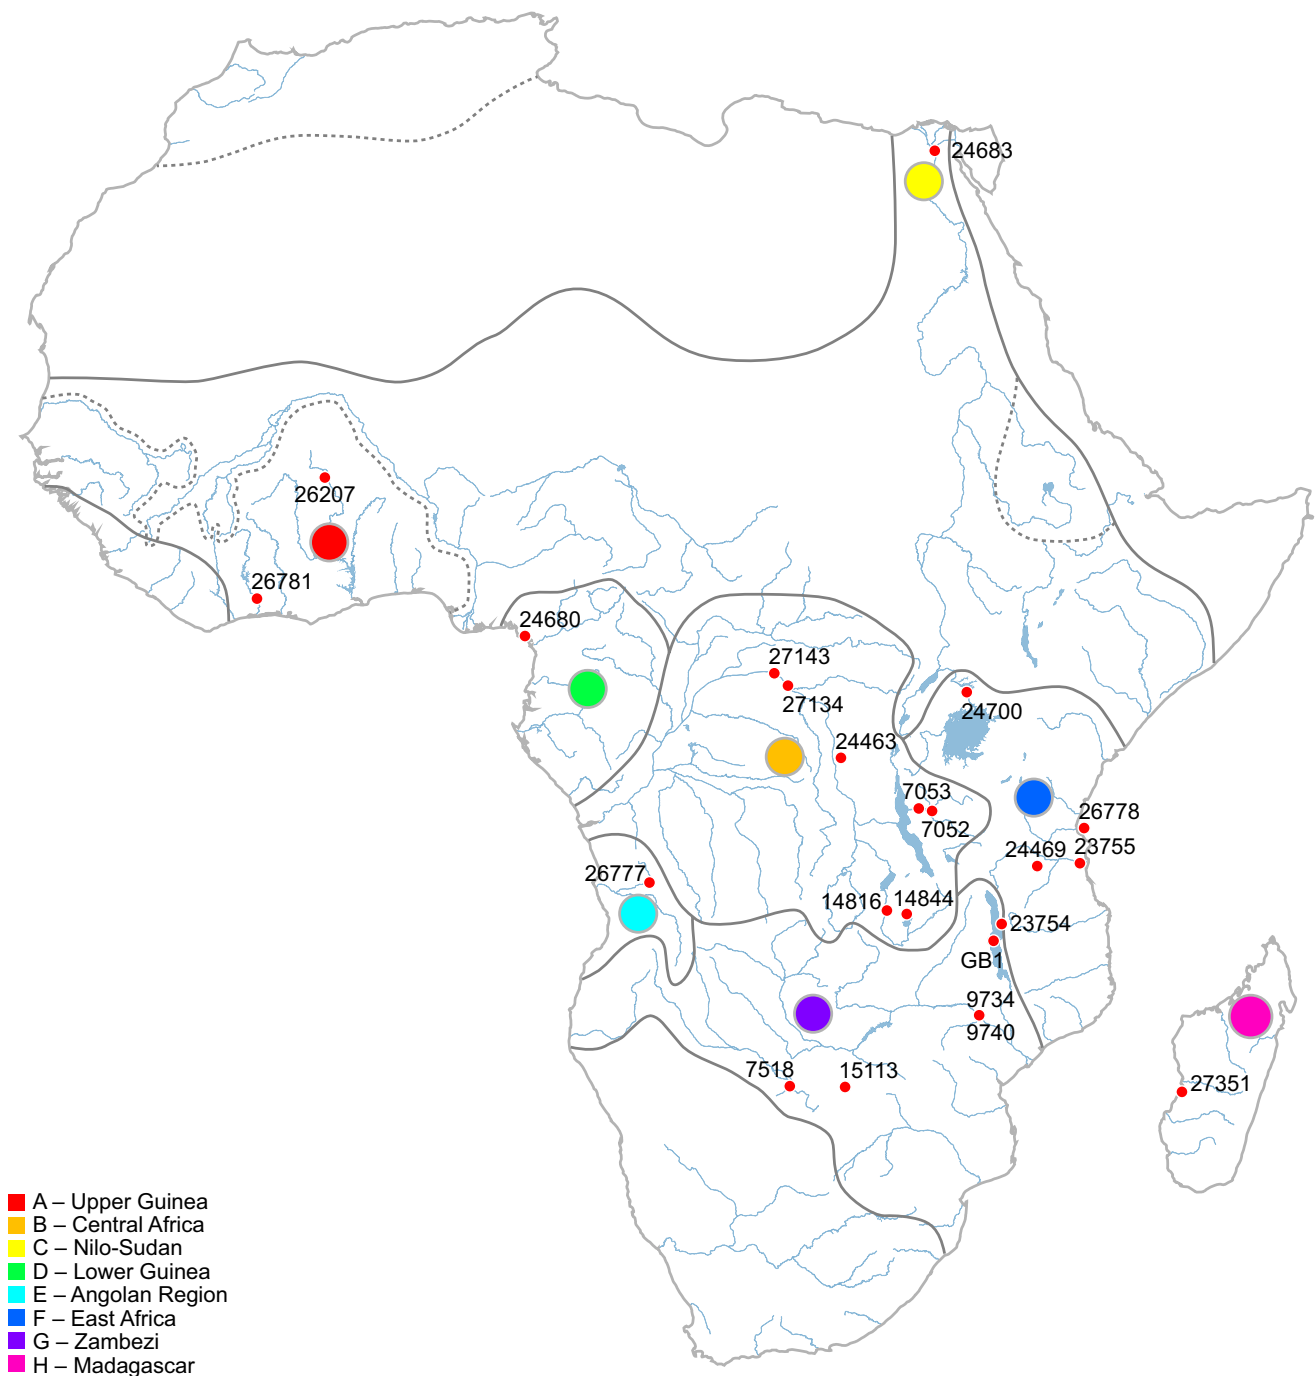 24683
26207
26781
24680
27143
27134
24700
24463
7053
7052
26778
24469
23755
26777
14816
14844
23754
GB1
9734
9740
7518
15113
27351
A – Upper Guinea
B – Central Africa
C – Nilo-Sudan
D – Lower Guinea
E – Angolan Region
F – East Africa
G – Zambezi
H – Madagascar